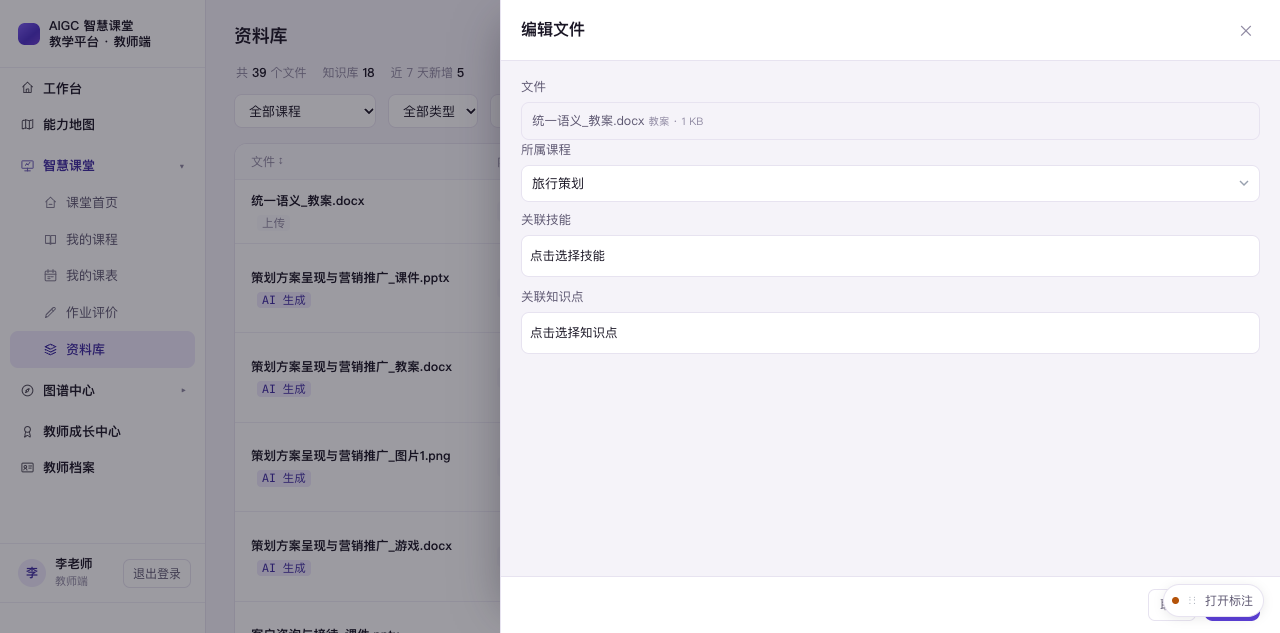 AIGC 智慧课堂
教学平台 · 教师端
工作台
能力地图
智慧课堂
课堂首页
我的课程
我的课表
作业评价
资料库
图谱中心
教师成长中心
教师档案
李
李老师
教师端
退出登录
资料库
共 39 个文件 知识库 18 近 7 天新增 5
全部课程 全部类型
文件
统一语义_教案.docx
上传
策划方案呈现与营销推广_课件.pptx
AI 生成
策划方案呈现与营销推广_教案.docx
AI 生成
策划方案呈现与营销推广_图片1.png
AI 生成
策划方案呈现与营销推广_游戏.docx
AI 生成
编辑文件
文件
统一语义_教案.docx 教案 · 1 KB
所属课程
旅行策划
关联技能
点击选择技能
关联知识点
点击选择知识点
打开标注